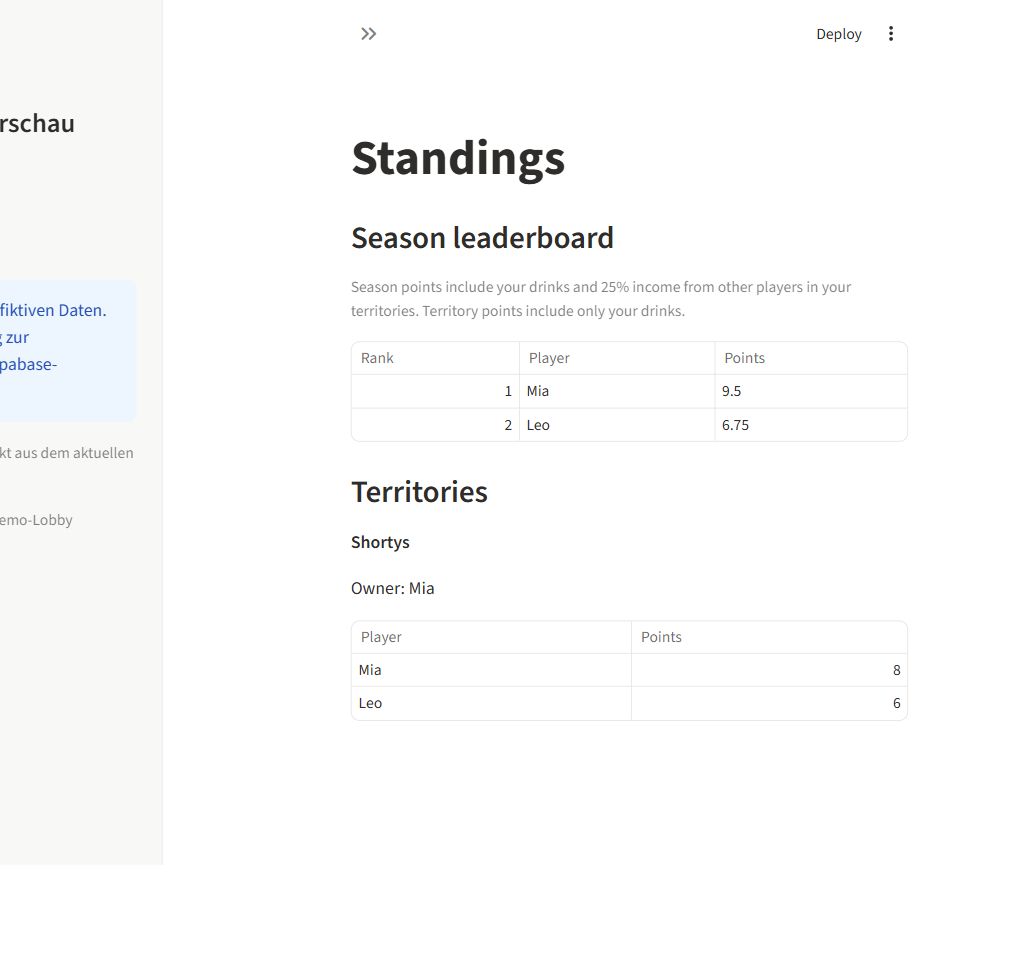 rschau
fiktiven Daten.
zur
pabase-
kt aus dem aktuellen
emo-Lobby
Deploy
Standings
Season leaderboard
Season points include your drinks and 25% income from other players in your
territories. Territory points include only your drinks.
Rank Player Points
1 Mia 9.5
2 Leo 6.75
Territories
Shortys
Owner: Mia
Player Points
Mia 8
Leo 6